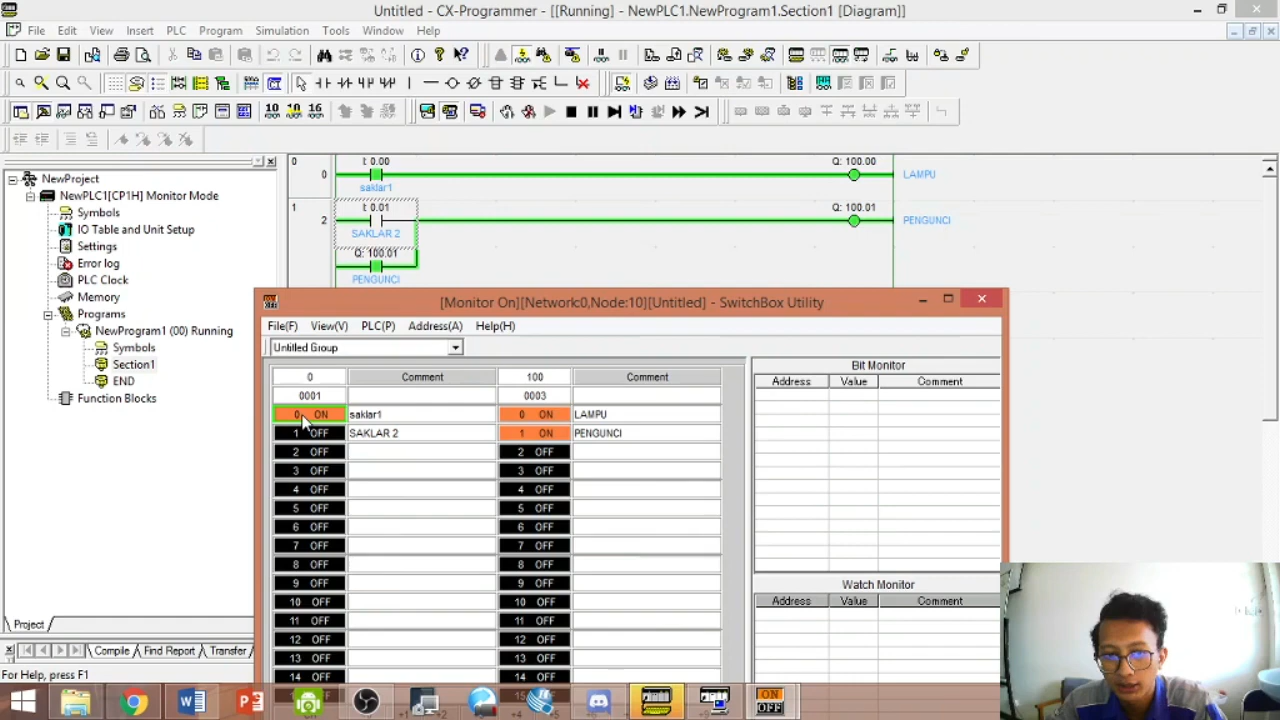 Untitled - CX-Programmer - [[Running] - NewPLC1.NewProgram1.Section1 [Diagram]]
File Edit View Insert PLC Program Simulation Tools Window Help
10 10 16
NewProject
NewPLC1[CP1H] Monitor Mode
Symbols
IO Table and Unit Setup
Settings
Error log
PLC Clock
Memory
Programs
NewProgram1 (00) Running
Symbols
Section1
END
Function Blocks
Project
Compile Find Report Transfer
For Help, press F1
0 I: 0.00 Q: 100.00
0 LAMPU
saklar1
1 I: 0.01 Q: 100.01
2 PENGUNCI
SAKLAR 2
Q: 100.01
PENGUNCI
[Monitor On][Network:0,Node:10][Untitled] - SwitchBox Utility
File(F) View(V) PLC(P) Address(A) Help(H)
Untitled Group
0 Comment 100 Comment
0001 0003
0 ON saklar1 0 ON LAMPU
1 OFF SAKLAR 2 1 ON PENGUNCI
2 OFF 2 OFF
3 OFF 3 OFF
4 OFF 4 OFF
5 OFF 5 OFF
6 OFF 6 OFF
7 OFF 7 OFF
8 OFF 8 OFF
9 OFF 9 OFF
10 OFF 10 OFF
11 OFF 11 OFF
12 OFF 12 OFF
13 OFF 13 OFF
14 OFF 14 OFF
Bit Monitor
Address Value Comment
Watch Monitor
Address Value Comment
ON
OFF